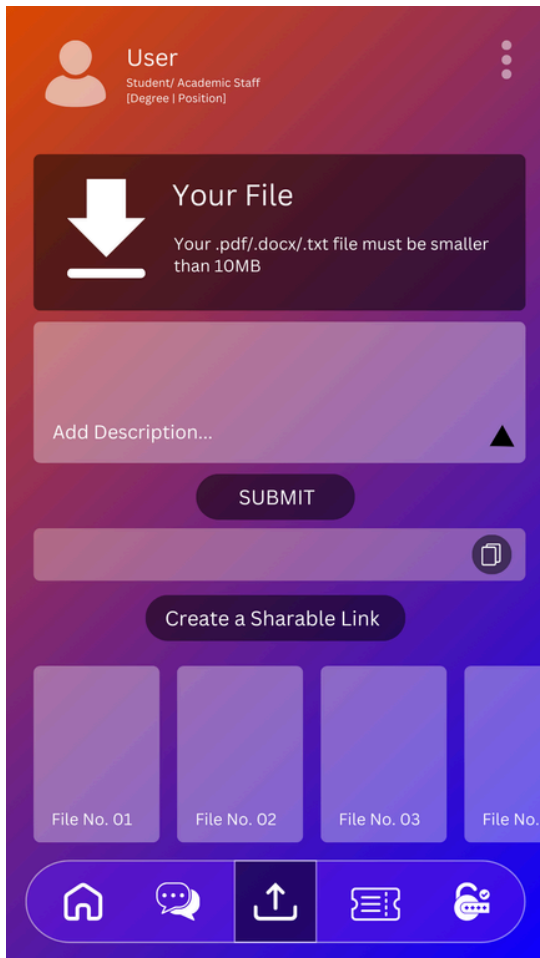 User
Student/ Academic Staff
[Degree | Position]
Your File
Your .pdf/.docx/.txt file must be smaller
than 10MB
Add Description...
SUBMIT
Create a Sharable Link
File No. 01
File No. 02
File No. 03
File No.